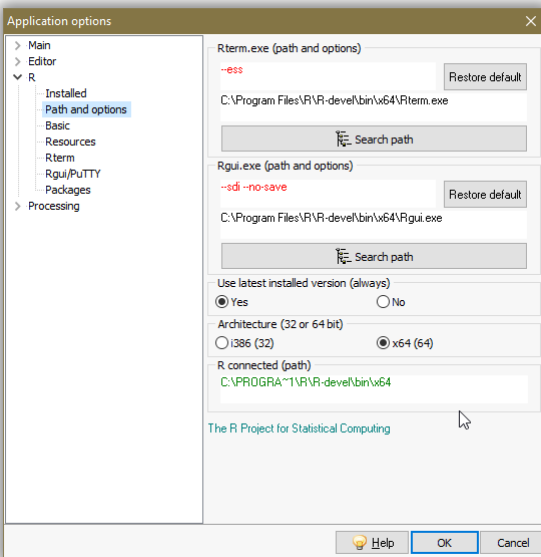 Application options
Main
Editor
R
Installed
Path and options
Basic
Resources
Rterm
Rgui/PuTTY
Packages
Processing
Rterm.exe (path and options)
--ess
Restore default
C:\Program Files\R\R-devel\bin\x64\Rterm.exe
Search path
Rgui.exe (path and options)
--sdi --no-save
Restore default
C:\Program Files\R\R-devel\bin\x64\Rgui.exe
Search path
Use latest installed version (always)
Yes No
Architecture (32 or 64 bit)
i386 (32) x64 (64)
R connected (path)
C:\PROGRA~1\R\R-devel\bin\x64
The R Project for Statistical Computing
Help OK Cancel